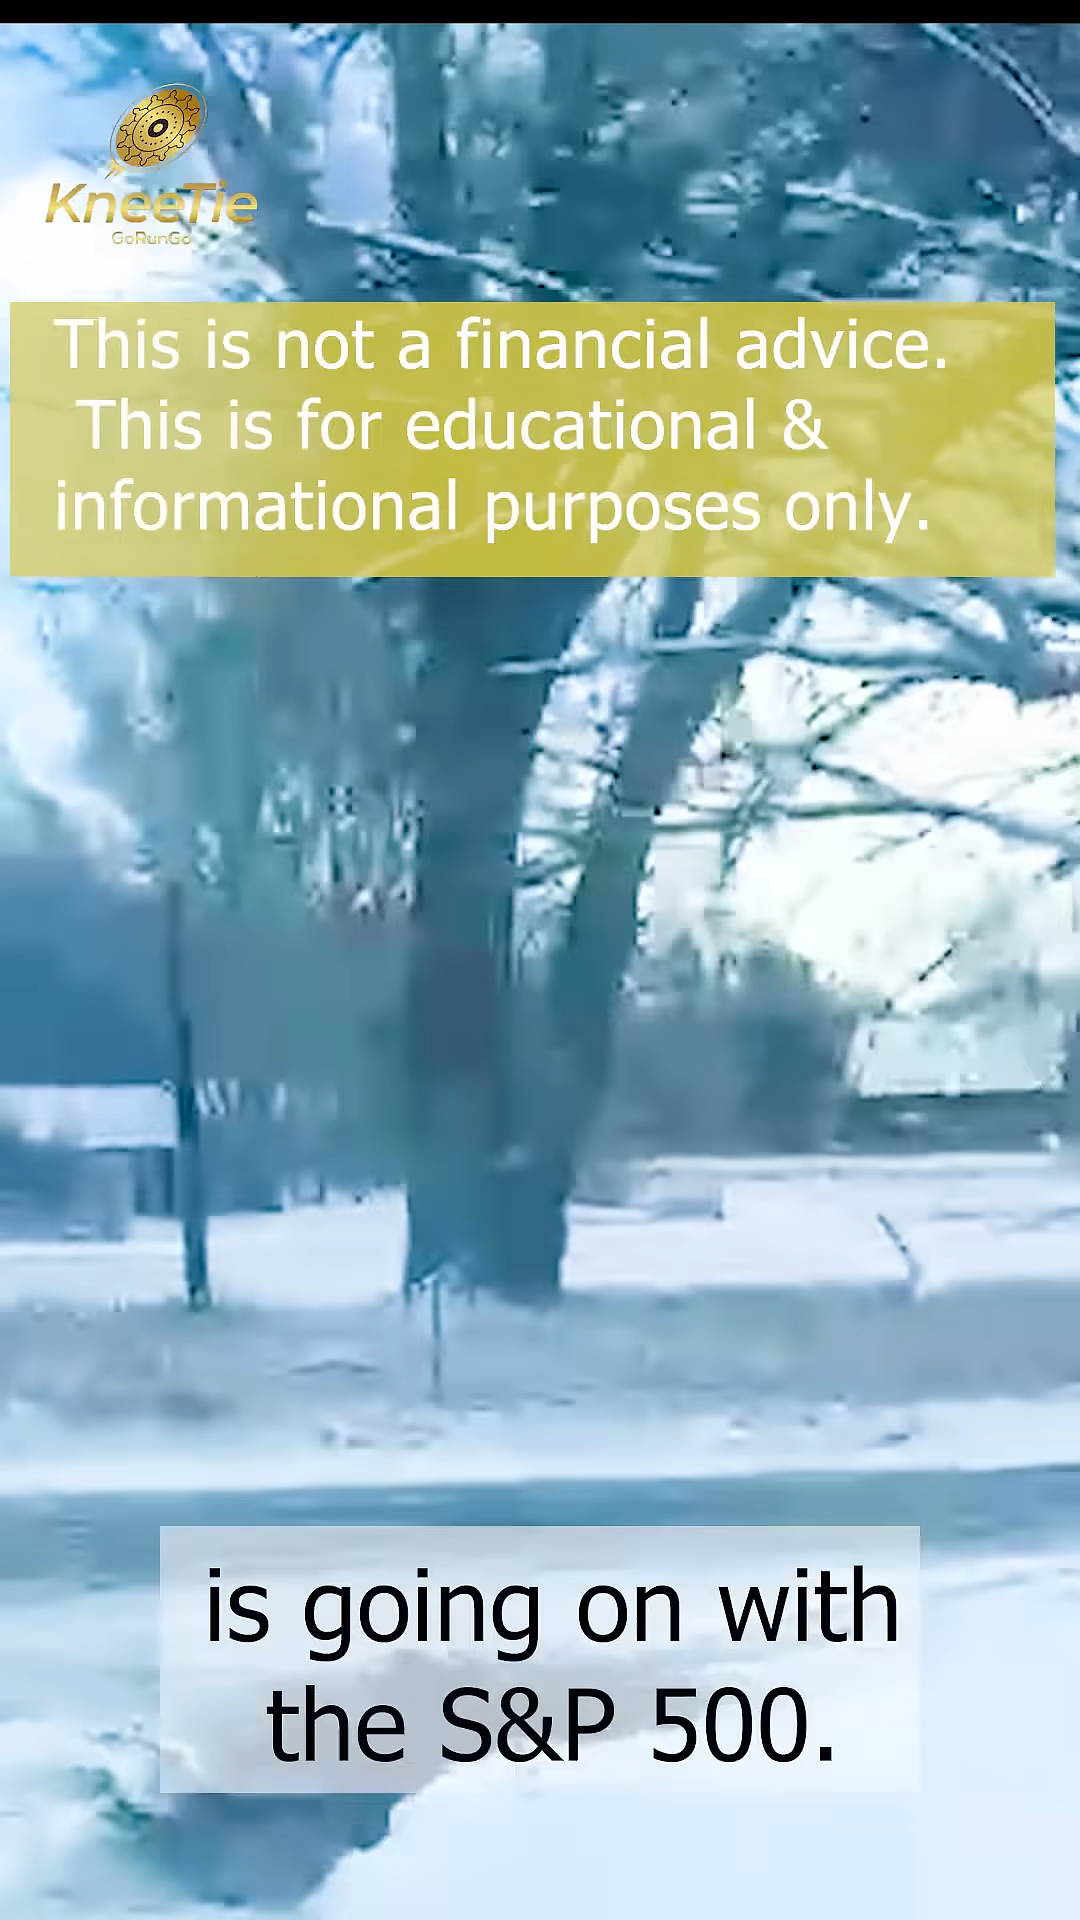 KneeTie
GoRunGo
This is not a financial advice.
This is for educational &
informational purposes only.
is going on with
the S&P 500.